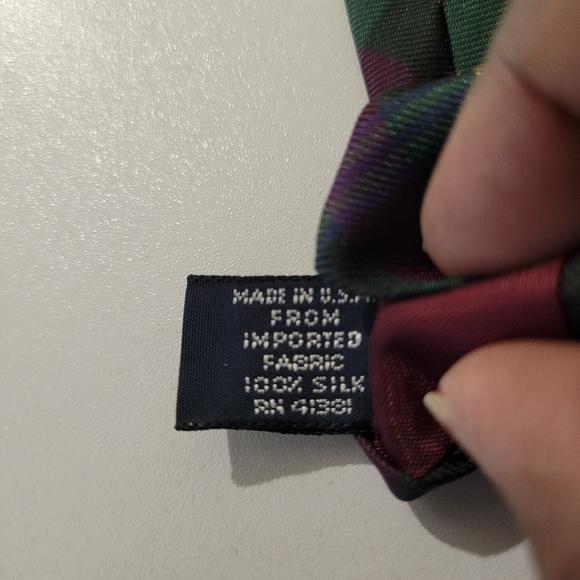 MADE IN U.S.A
FROM
IMPORTED
FABRIC
100% SILK
RN 41381